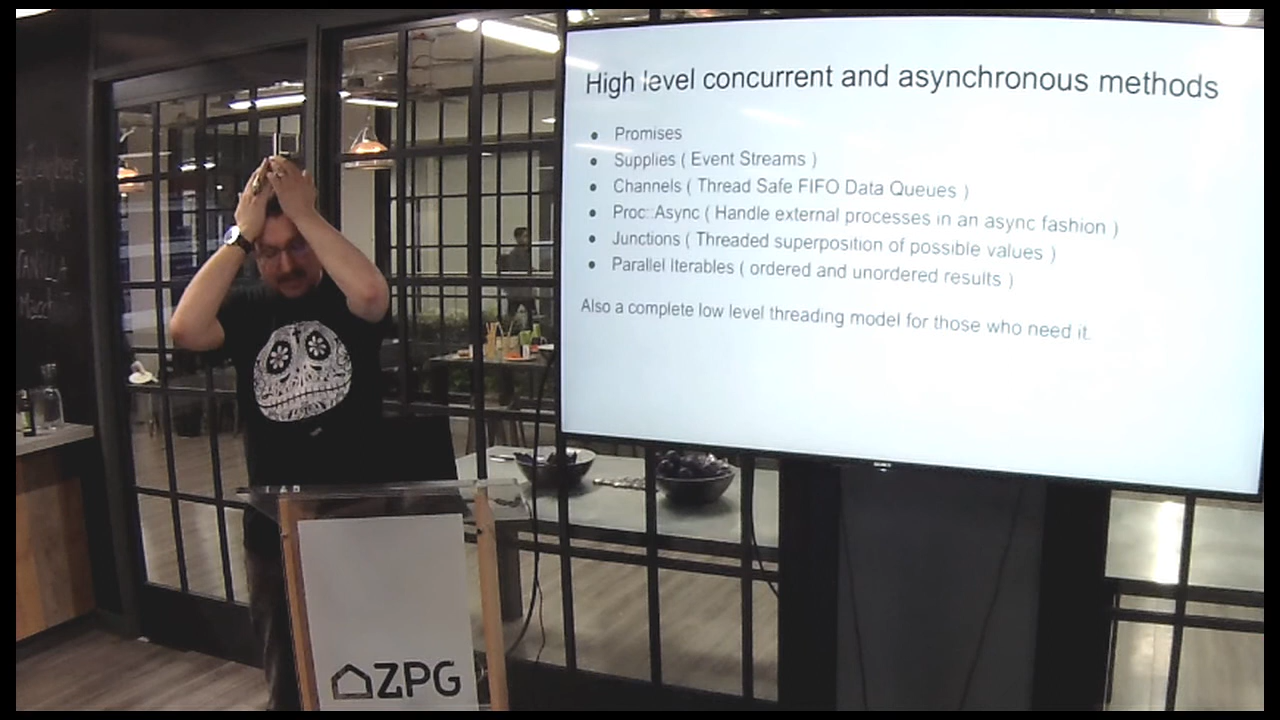 High level concurrent and asynchronous methods
● Promises
● Supplies ( Event Streams )
● Channels ( Thread Safe FIFO Data Queues )
● Proc::Async ( Handle external processes in an async fashion )
● Junctions ( Threaded superposition of possible values )
● Parallel Iterables ( ordered and unordered results )
Also a complete low level threading model for those who need it.
SONY
ZPG